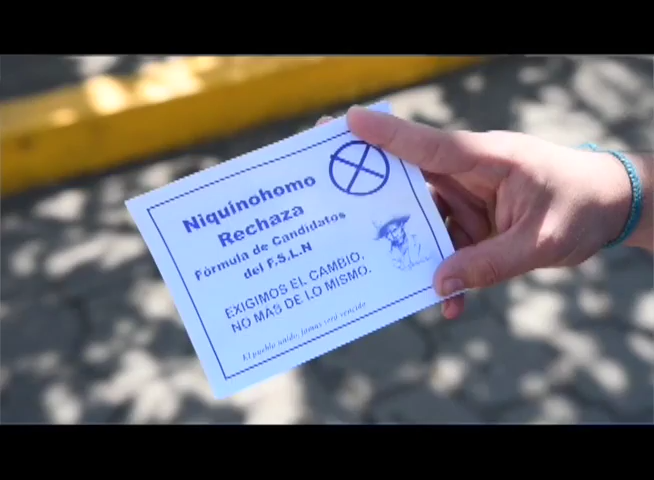 Niquinohomo
Rechaza
Fórmula de Candidatos
del F.S.L.N
EXIGIMOS EL CAMBIO,
NO MAS DE LO MISMO.
El pueblo unido, jamas será vencido